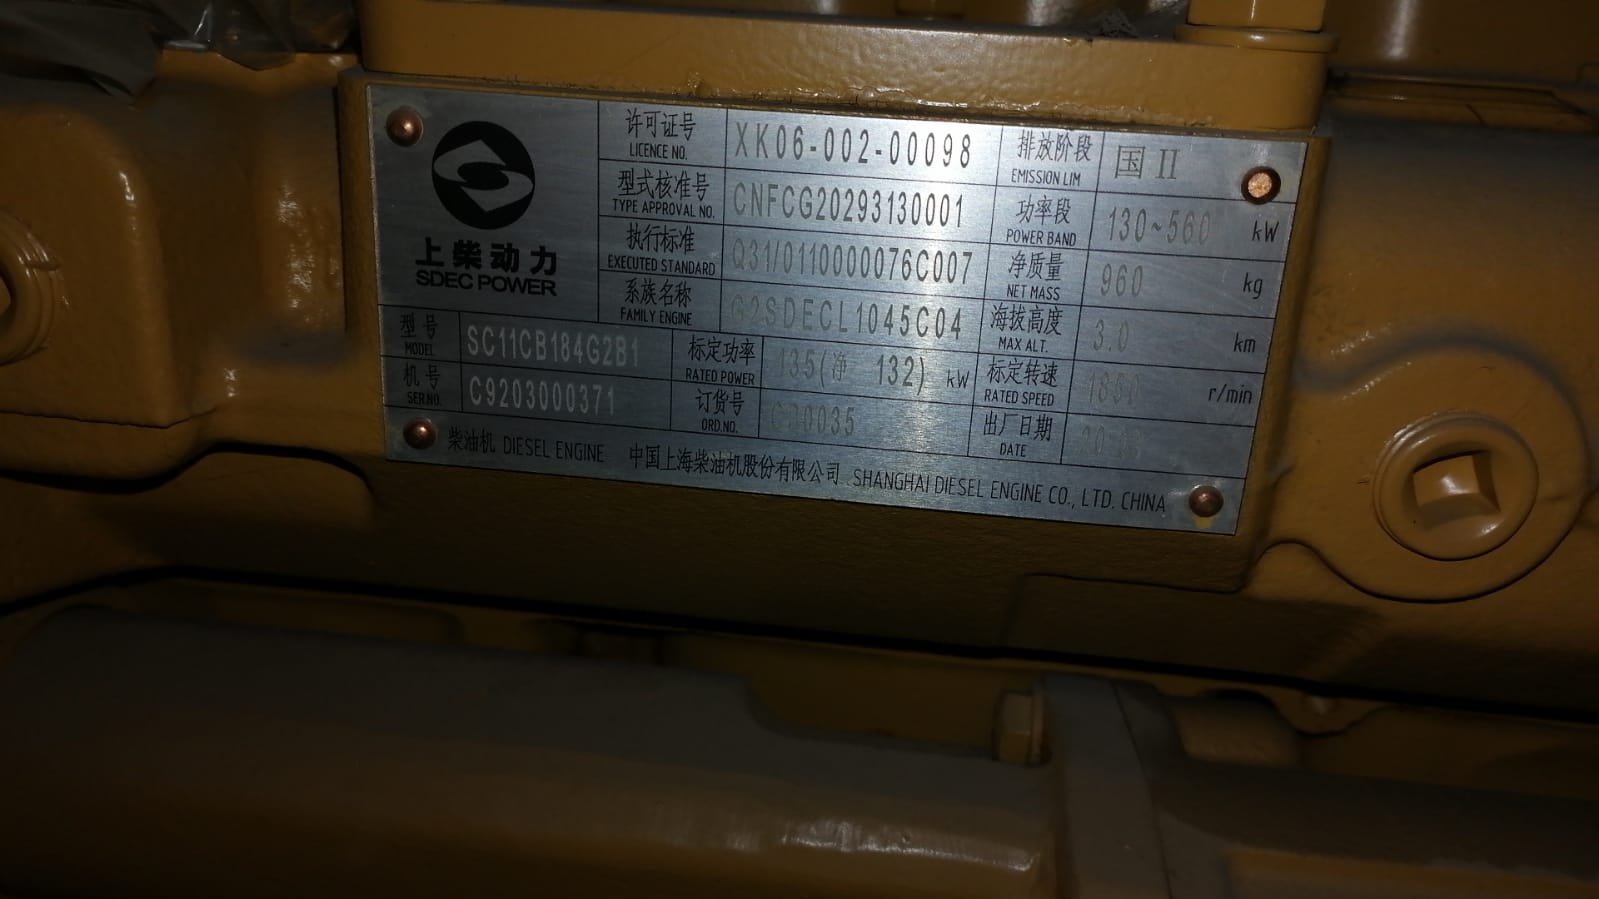 上柴动力
SDEC POWER
许可证号 LICENCE NO. XK06-002-00098
排放阶段 EMISSION LIM 国II
型式核准号 TYPE APPROVAL NO. CNFCG20293130001
功率段 POWER BAND 130~560 kW
执行标准 EXECUTED STANDARD Q31/0110000076C007
净质量 NET MASS 960 kg
系族名称 FAMILY ENGINE G2SDECL1045C04
海拔高度 MAX ALT. 3.0 km
型号 MODEL SC11CB184G2B1
标定功率 RATED POWER 135(净 132) kW
标定转速 RATED SPEED 1850 r/min
机号 SER.NO. C9203000371
订货号 ORD.NO.
出厂日期 DATE
柴油机 DIESEL ENGINE 中国上海柴油机股份有限公司 SHANGHAI DIESEL ENGINE CO., LTD. CHINA